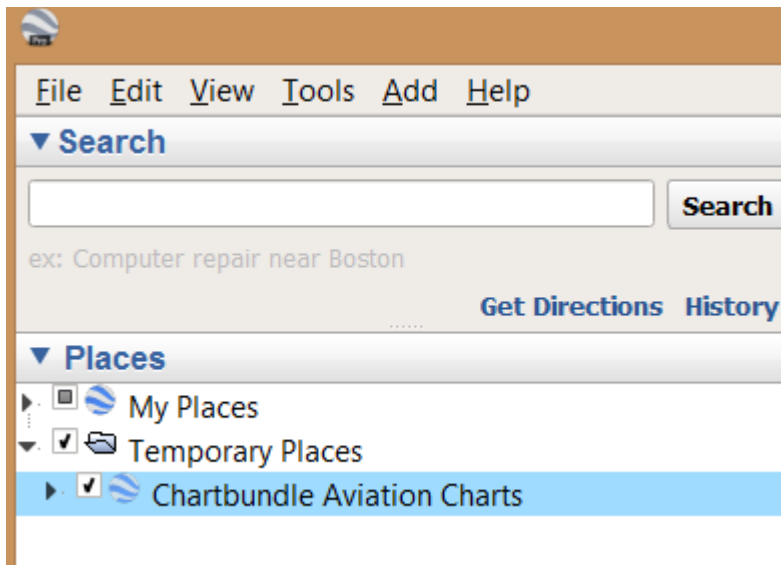 File Edit View Tools Add Help
Search
Search
ex: Computer repair near Boston
Get Directions History
Places
My Places
Temporary Places
Chartbundle Aviation Charts